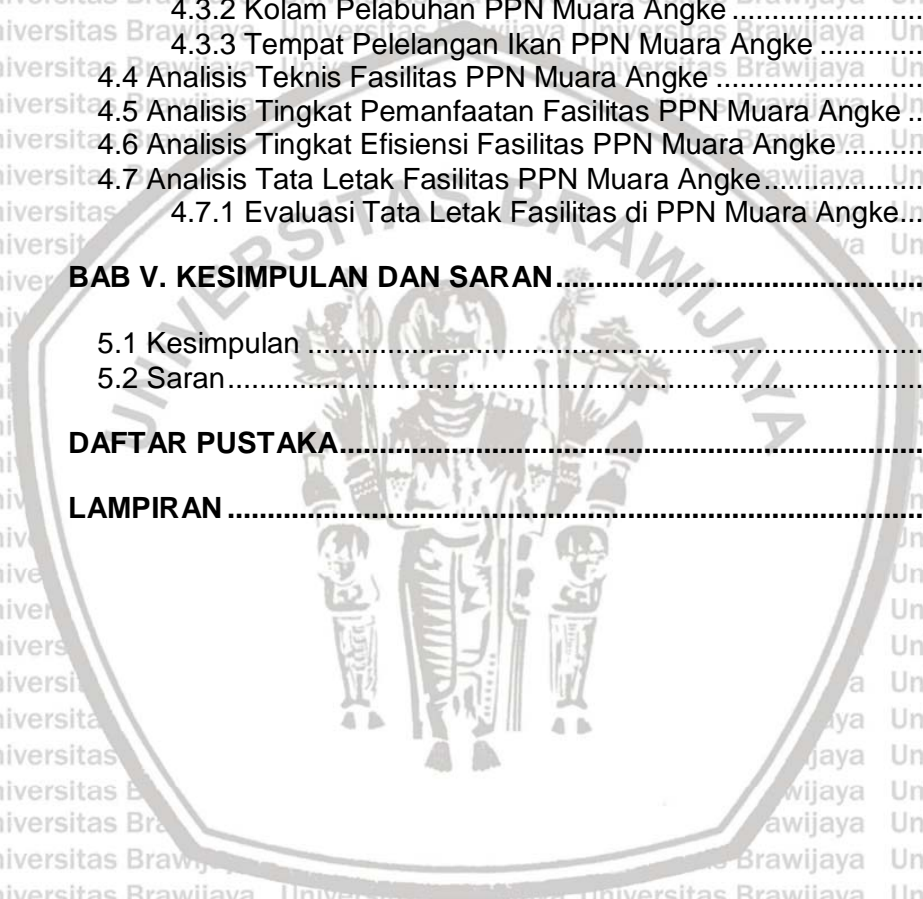 4.3.2 Kolam Pelabuhan PPN Muara Angke ........................
4.3.3 Tempat Pelelangan Ikan PPN Muara Angke .............
4.4 Analisis Teknis Fasilitas PPN Muara Angke .........................
4.5 Analisis Tingkat Pemanfaatan Fasilitas PPN Muara Angke ..
4.6 Analisis Tingkat Efisiensi Fasilitas PPN Muara Angke ..........
4.7 Analisis Tata Letak Fasilitas PPN Muara Angke....................
4.7.1 Evaluasi Tata Letak Fasilitas di PPN Muara Angke...
BAB V. KESIMPULAN DAN SARAN............................................
5.1 Kesimpulan ..........................................................................
5.2 Saran....................................................................................
DAFTAR PUSTAKA......................................................................
LAMPIRAN ...................................................................................
UNIVERSITAS BRAWIJAYA